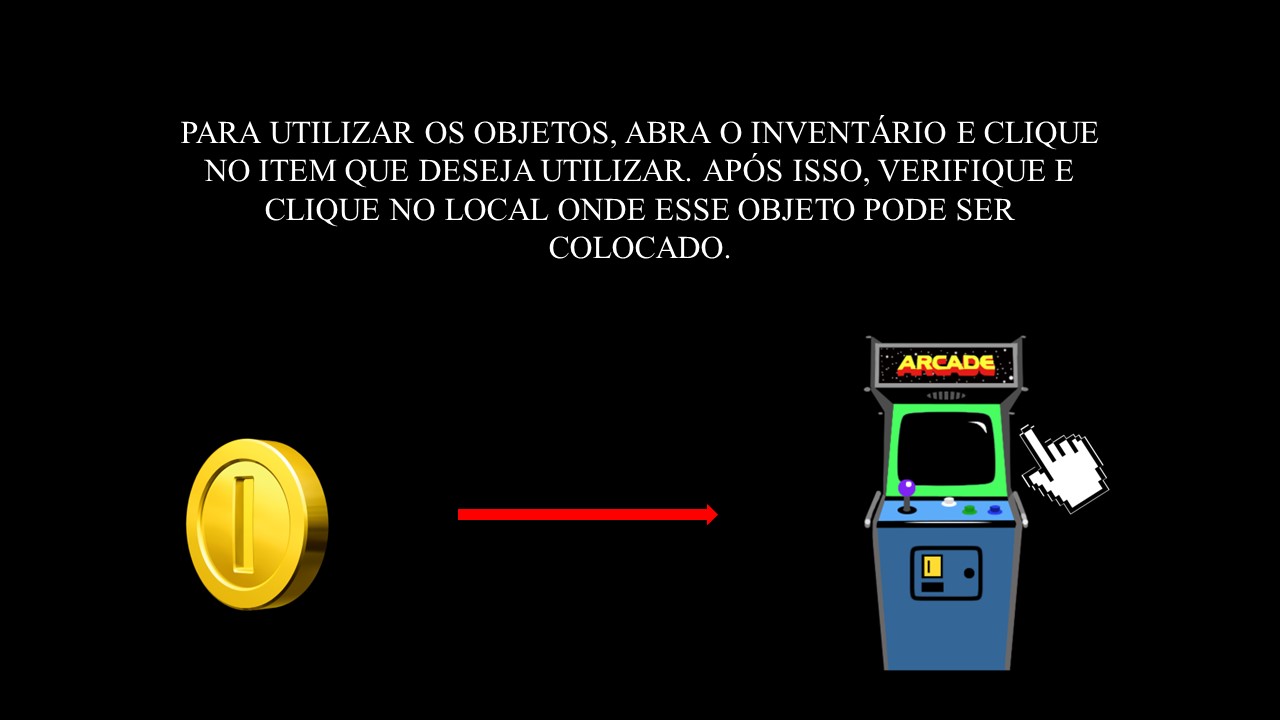 PARA UTILIZAR OS OBJETOS, ABRA O INVENTÁRIO E CLIQUE
NO ITEM QUE DESEJA UTILIZAR. APÓS ISSO, VERIFIQUE E
CLIQUE NO LOCAL ONDE ESSE OBJETO PODE SER
COLOCADO.
ARCADE